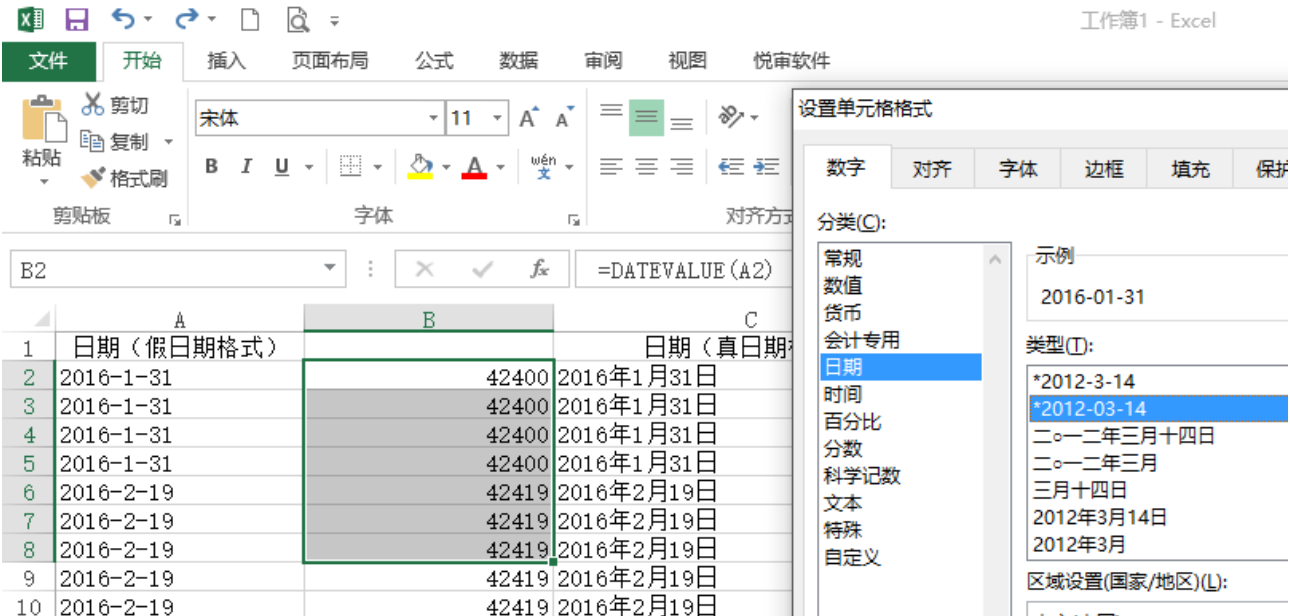 工作簿1 - Excel
文件 开始 插入 页面布局 公式 数据 审阅 视图 悦审软件
剪切
复制
格式刷
粘贴
剪贴板
宋体 11 A A
B I U A wén 文
字体
对齐方式
B2 fx =DATEVALUE(A2)
A B C
1 日期（假日期格式） 日期（真日期
2 2016-1-31 42400 2016年1月31日
3 2016-1-31 42400 2016年1月31日
4 2016-1-31 42400 2016年1月31日
5 2016-1-31 42400 2016年1月31日
6 2016-2-19 42419 2016年2月19日
7 2016-2-19 42419 2016年2月19日
8 2016-2-19 42419 2016年2月19日
9 2016-2-19 42419 2016年2月19日
10 2016-2-19 42419 2016年2月19日
设置单元格格式
数字 对齐 字体 边框 填充 保护
分类(C):
常规
数值
货币
会计专用
日期
时间
百分比
分数
科学记数
文本
特殊
自定义
示例
2016-01-31
类型(T):
*2012-3-14
*2012-03-14
二○一二年三月十四日
二○一二年三月
三月十四日
2012年3月14日
2012年3月
区域设置(国家/地区)(L):